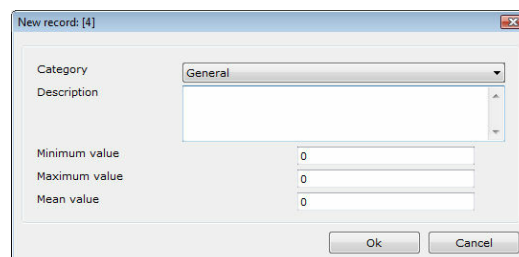 New record: [4]
Category General
Description
Minimum value 0
Maximum value 0
Mean value 0
Ok Cancel